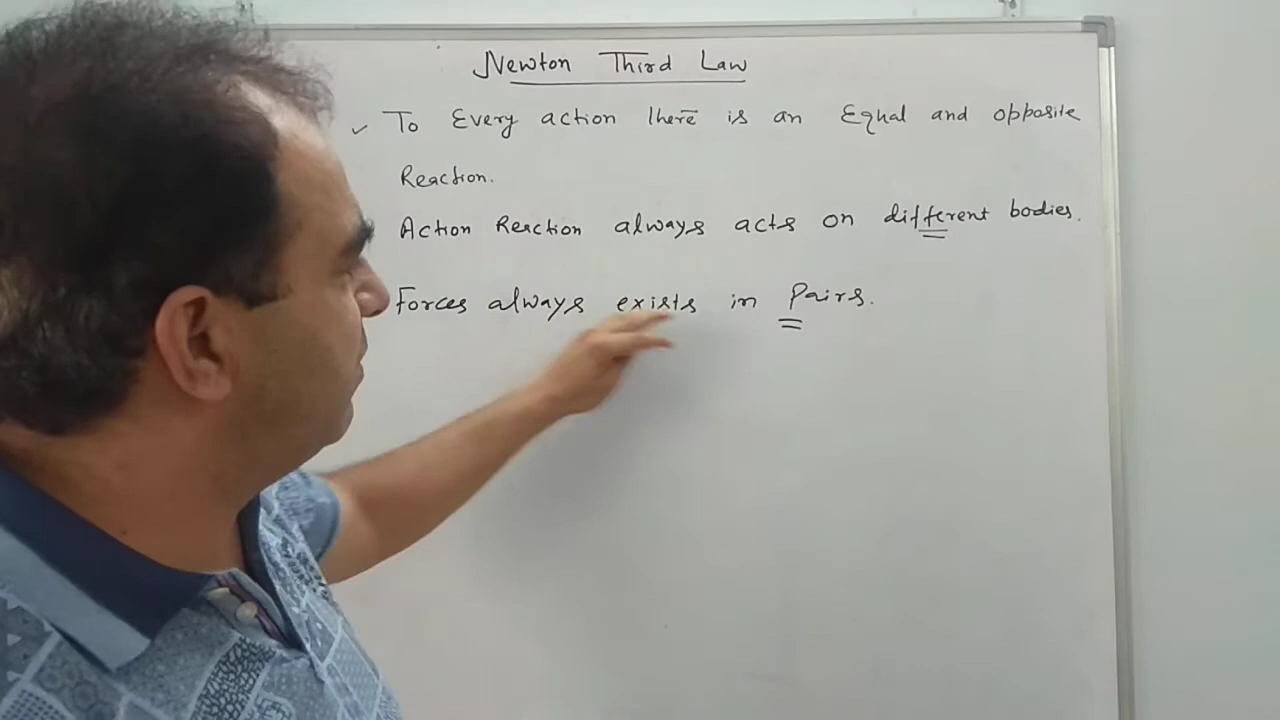 Newton Third Law
To Every action there is an Equal and opposite
Reaction.
Action Reaction always acts on different bodies.
Forces always exists in Pairs.